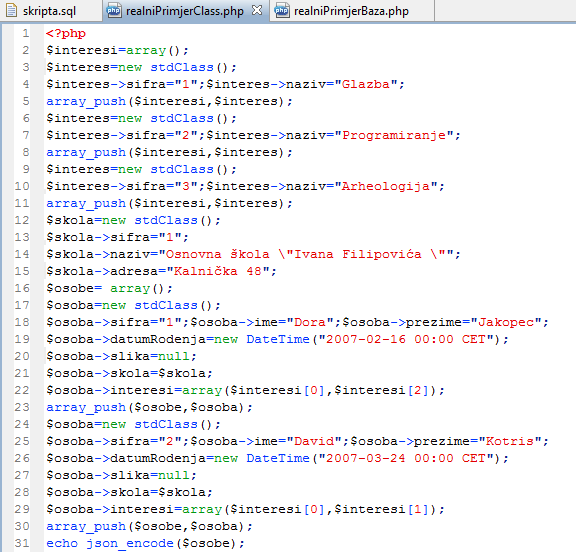 skripta.sql realniPrimjerClass.php realniPrimjerBaza.php
1 <?php
2 $interesi=array();
3 $interes=new stdClass();
4 $interes->sifra="1";$interes->naziv="Glazba";
5 array_push($interesi,$interes);
6 $interes=new stdClass();
7 $interes->sifra="2";$interes->naziv="Programiranje";
8 array_push($interesi,$interes);
9 $interes=new stdClass();
10 $interes->sifra="3";$interes->naziv="Arheologija";
11 array_push($interesi,$interes);
12 $skola=new stdClass();
13 $skola->sifra="1";
14 $skola->naziv="Osnovna škola \"Ivana Filipovića \"";
15 $skola->adresa="Kalnička 48";
16 $osobe= array();
17 $osoba=new stdClass();
18 $osoba->sifra="1";$osoba->ime="Dora";$osoba->prezime="Jakopec";
19 $osoba->datumRodenja=new DateTime("2007-02-16 00:00 CET");
20 $osoba->slika=null;
21 $osoba->skola=$skola;
22 $osoba->interesi=array($interesi[0],$interesi[2]);
23 array_push($osobe,$osoba);
24 $osoba=new stdClass();
25 $osoba->sifra="2";$osoba->ime="David";$osoba->prezime="Kotris";
26 $osoba->datumRodenja=new DateTime("2007-03-24 00:00 CET");
27 $osoba->slika=null;
28 $osoba->skola=$skola;
29 $osoba->interesi=array($interesi[0],$interesi[1]);
30 array_push($osobe,$osoba);
31 echo json_encode($osobe);